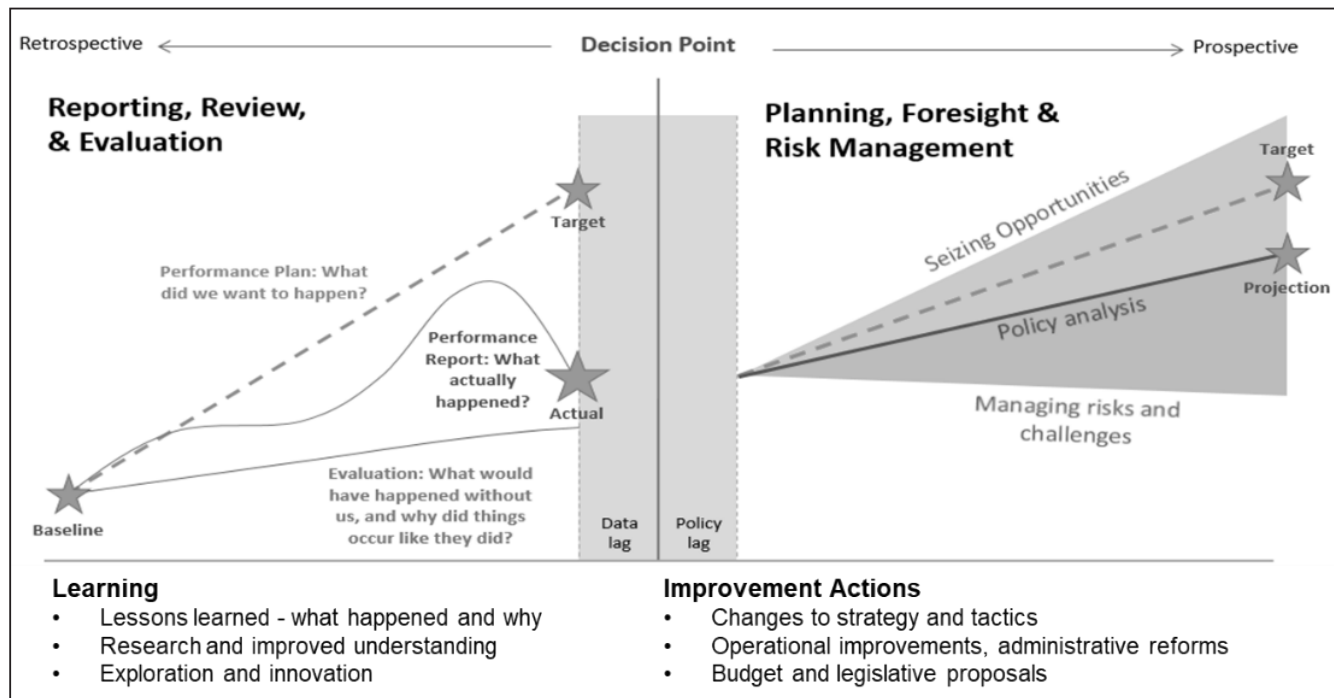 Retrospective
Decision Point
Prospective
Reporting, Review,
& Evaluation
Planning, Foresight &
Risk Management
Target
Target
Seizing Opportunities
Performance Plan: What
did we want to happen?
Projection
Policy analysis
Performance
Report: What
actually
happened?
Actual
Managing risks and
challenges
Evaluation: What would
have happened without
us, and why did things
occur like they did?
Baseline
Data
lag
Policy
lag
Learning
• Lessons learned - what happened and why
• Research and improved understanding
• Exploration and innovation
Improvement Actions
• Changes to strategy and tactics
• Operational improvements, administrative reforms
• Budget and legislative proposals